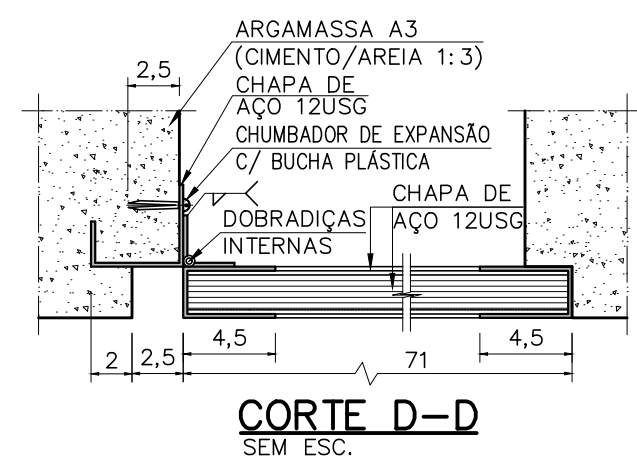 ARGAMASSA A3
(CIMENTO/AREIA 1:3)
2,5
CHAPA DE
AÇO 12USG
CHUMBADOR DE EXPANSÃO
C/ BUCHA PLÁSTICA
CHAPA DE
AÇO 12USG
DOBRADIÇAS
INTERNAS
4,5
4,5
2
2,5
71
CORTE D-D
SEM ESC.